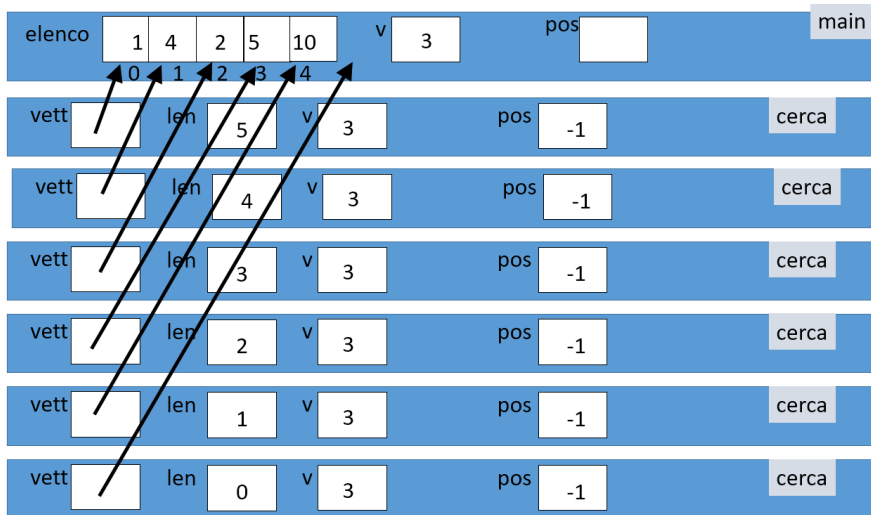 elenco 1 4 2 5 10 v 3 pos main
0 1 2 3 4
vett len 5 v 3 pos -1 cerca
vett len 4 v 3 pos -1 cerca
vett len 3 v 3 pos -1 cerca
vett len 2 v 3 pos -1 cerca
vett len 1 v 3 pos -1 cerca
vett len 0 v 3 pos -1 cerca